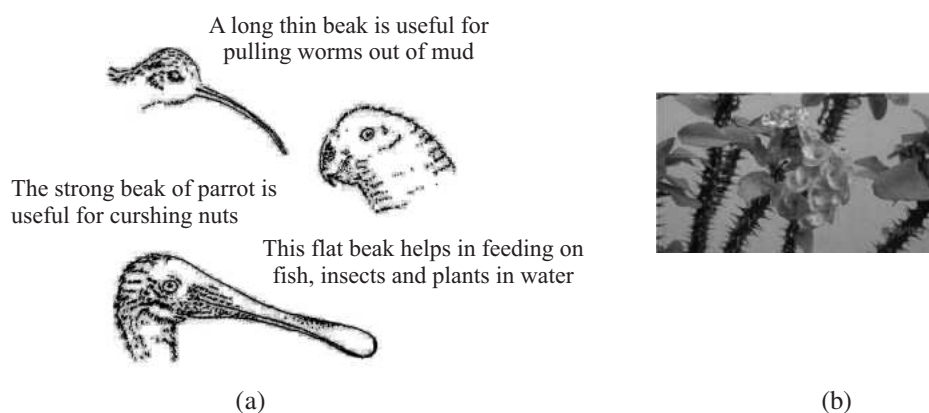 A long thin beak is useful for
pulling worms out of mud
The strong beak of parrot is
useful for curshing nuts
This flat beak helps in feeding on
fish, insects and plants in water
(a)
(b)